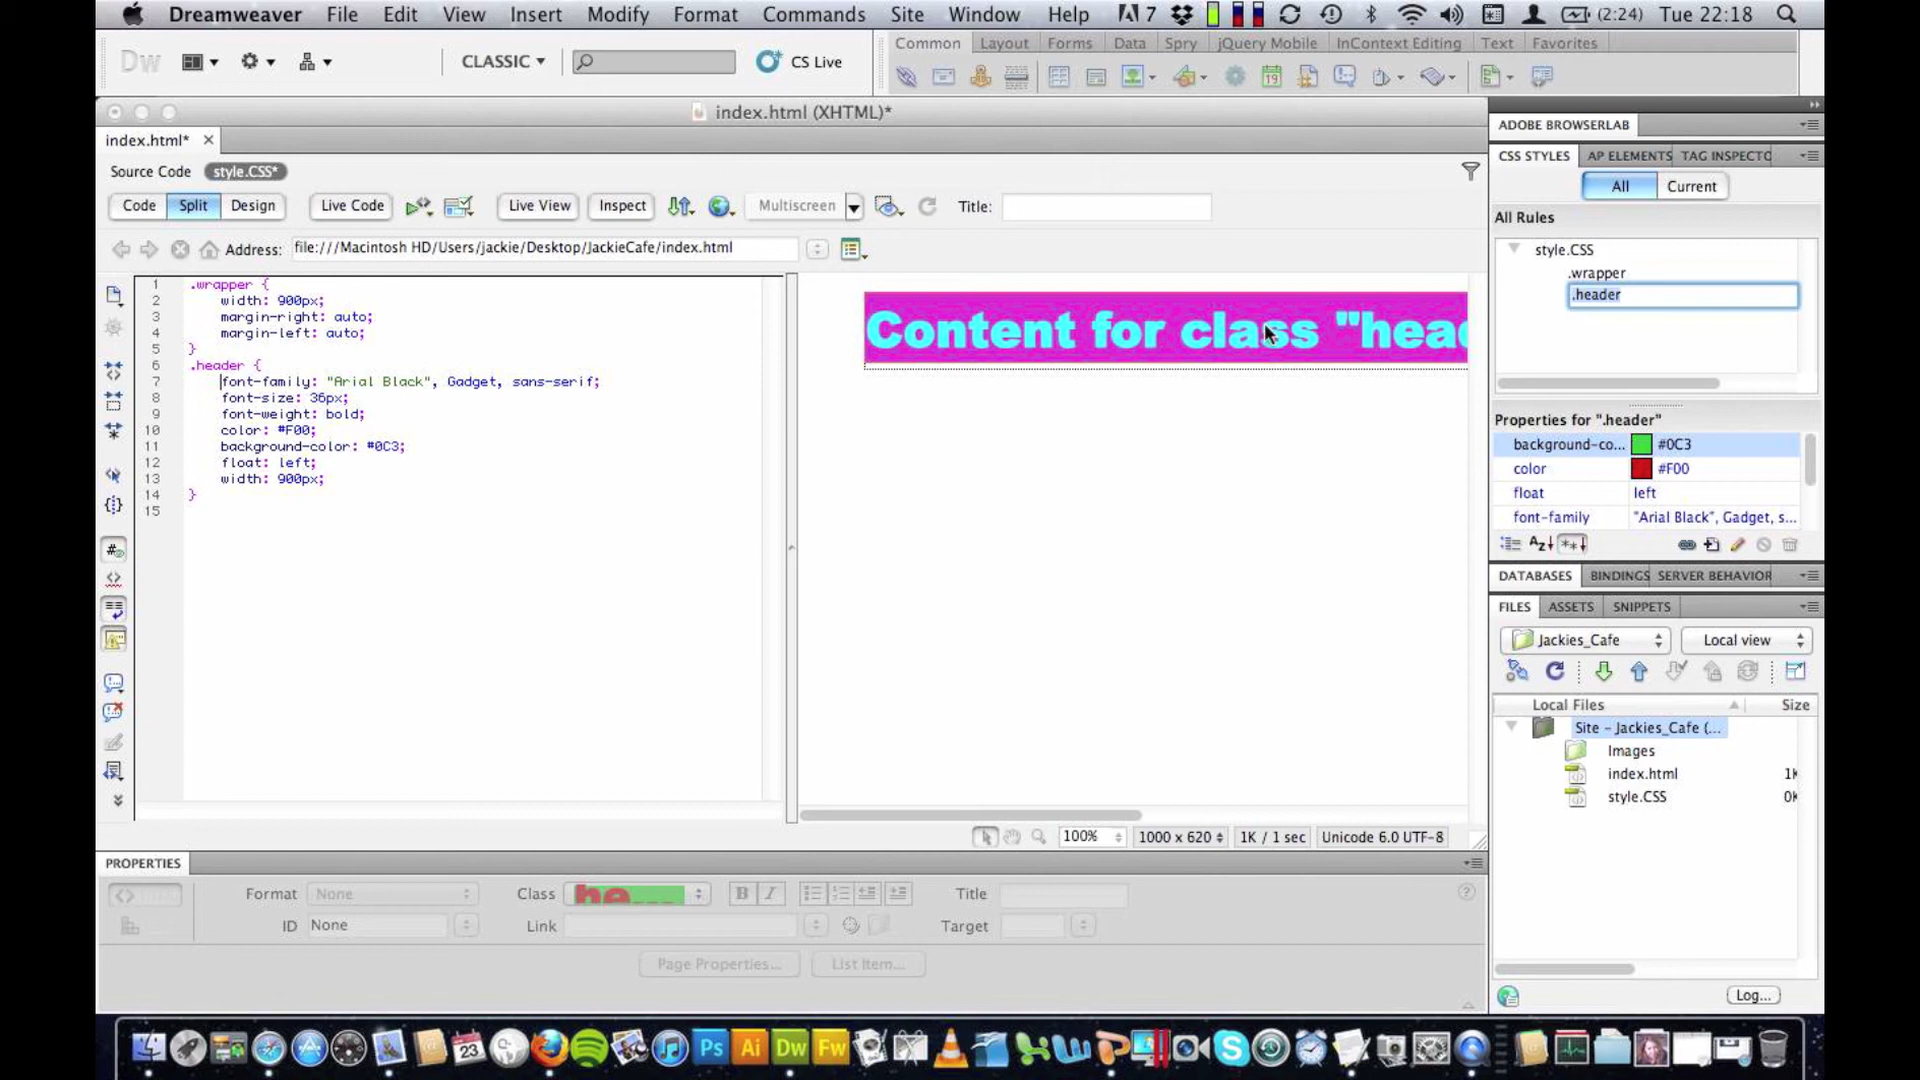 Dreamweaver File Edit View Insert Modify Format Commands Site Window Help 7 (2:24) Tue 22:18
Dw CLASSIC CS Live
Common Layout Forms Data Spry jQuery Mobile InContext Editing Text Favorites
index.html (XHTML)*
index.html*
Source Code style.CSS*
Code Split Design Live Code Live View Inspect Multiscreen Title:
Address: file:///Macintosh HD/Users/jackie/Desktop/JackieCafe/index.html
1 .wrapper {
2 width: 900px;
3 margin-right: auto;
4 margin-left: auto;
5 }
6 .header {
7 font-family: "Arial Black", Gadget, sans-serif;
8 font-size: 36px;
9 font-weight: bold;
10 color: #F00;
11 background-color: #0C3;
12 float: left;
13 width: 900px;
14 }
15
Content for class "head
100% 1000 x 620 1K / 1 sec Unicode 6.0 UTF-8
PROPERTIES
Format None Class he Title
ID None Link Target
Page Properties... List Item...
ADOBE BROWSERLAB
CSS STYLES AP ELEMENTS TAG INSPECTO
All Current
All Rules
style.CSS
.wrapper
.header
Properties for ".header"
background-co... #0C3
color #F00
float left
font-family "Arial Black", Gadget, s...
DATABASES BINDINGS SERVER BEHAVIOR
FILES ASSETS SNIPPETS
Jackies_Cafe Local view
Local Files Size
Site – Jackies_Cafe (...
Images
index.html 1K
style.CSS 0K
Log...
23 Ps Ai Dw Fw